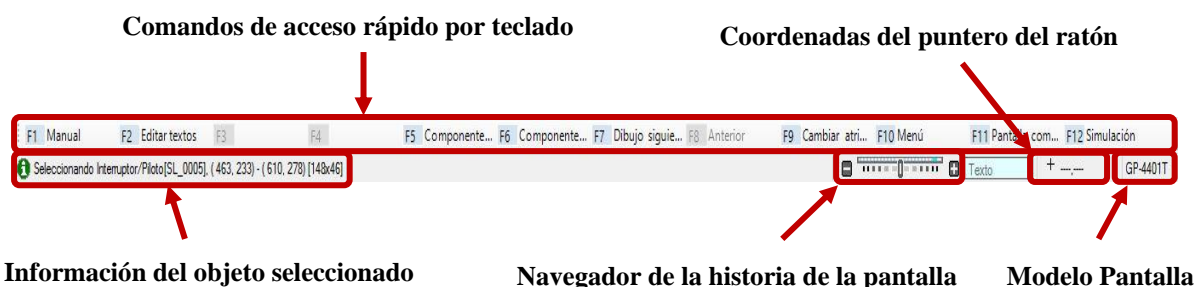 Comandos de acceso rápido por teclado
Coordenadas del puntero del ratón
F1 Manual F2 Editar textos F3 F4 F5 Componente... F6 Componente... F7 Dibujo siguie... F8 Anterior F9 Cambiar atri... F10 Menú F11 Pantalla com... F12 Simulación
Seleccionando Interruptor/Piloto[SL_0005], ( 463, 233) - ( 610, 278) [148x46] Texto + ---,--- GP-4401T
Información del objeto seleccionado
Navegador de la historia de la pantalla
Modelo Pantalla